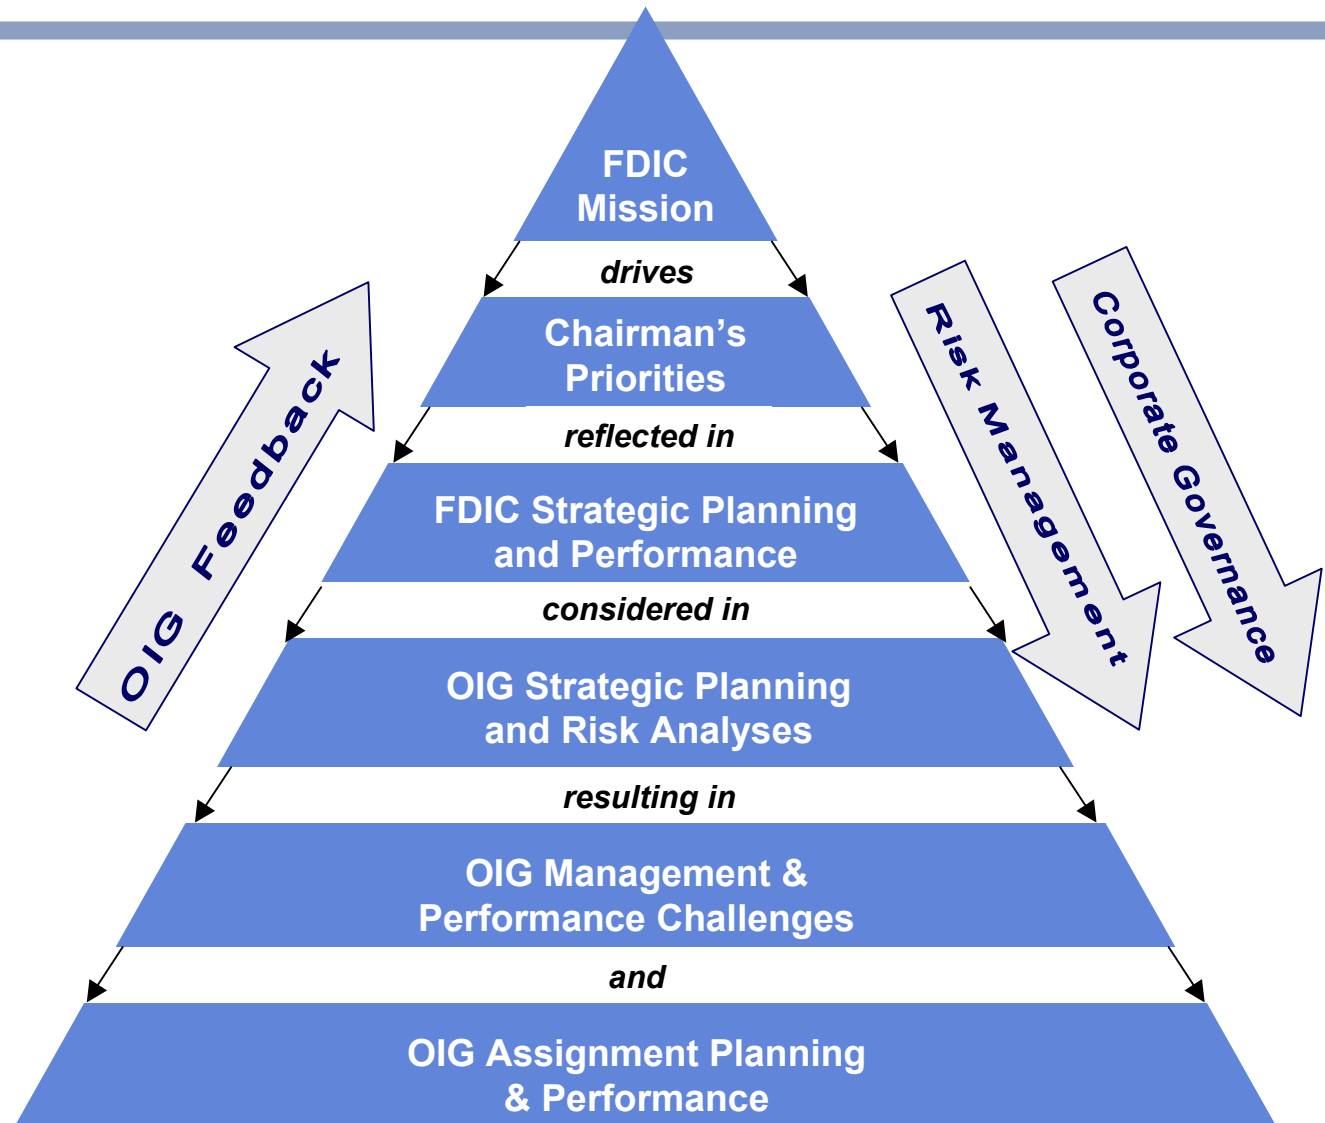 FDIC
Mission
drives
Chairman’s
Priorities
reflected in
FDIC Strategic Planning
and Performance
considered in
OIG Strategic Planning
and Risk Analyses
resulting in
OIG Management &
Performance Challenges
and
OIG Assignment Planning
& Performance
OIG Feedback
Risk Management
Corporate Governance